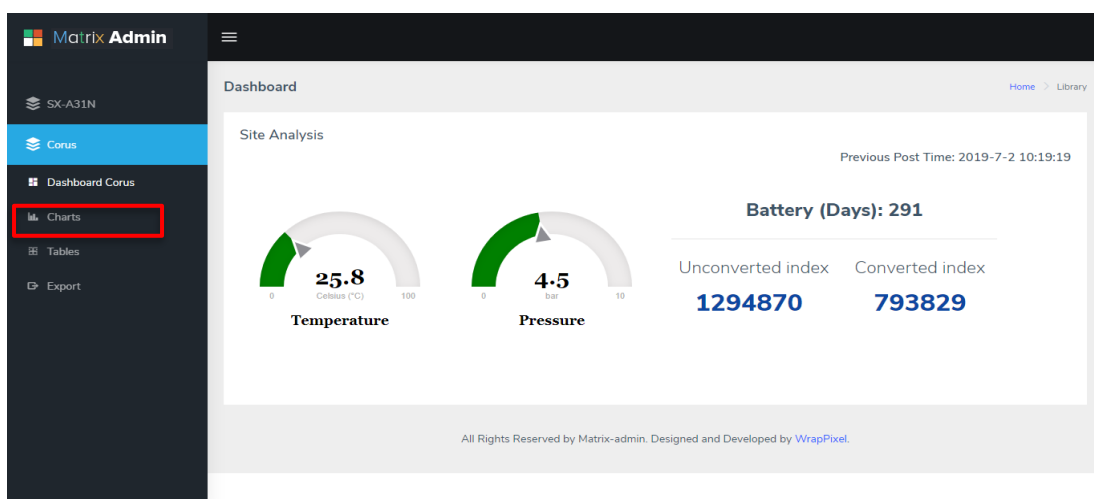 Matrix Admin
SX-A31N
Corus
Dashboard Corus
Charts
Tables
Export
Dashboard
Home > Library
Site Analysis
Previous Post Time: 2019-7-2 10:19:19
25.8
0 Celsius (°C) 100
Temperature
4.5
0 bar 10
Pressure
Battery (Days): 291
Unconverted index Converted index
1294870 793829
All Rights Reserved by Matrix-admin. Designed and Developed by WrapPixel.